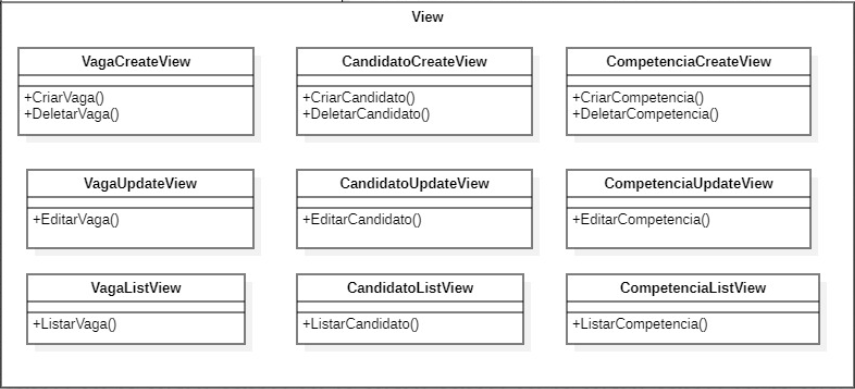 View
VagaCreateView
+CriarVaga()
+DeletarVaga()
CandidatoCreateView
+CriarCandidato()
+DeletarCandidato()
CompetenciaCreateView
+CriarCompetencia()
+DeletarCompetencia()
VagaUpdateView
+EditarVaga()
CandidatoUpdateView
+EditarCandidato()
CompetenciaUpdateView
+EditarCompetencia()
VagaListView
+ListarVaga()
CandidatoListView
+ListarCandidato()
CompetenciaListView
+ListarCompetencia()